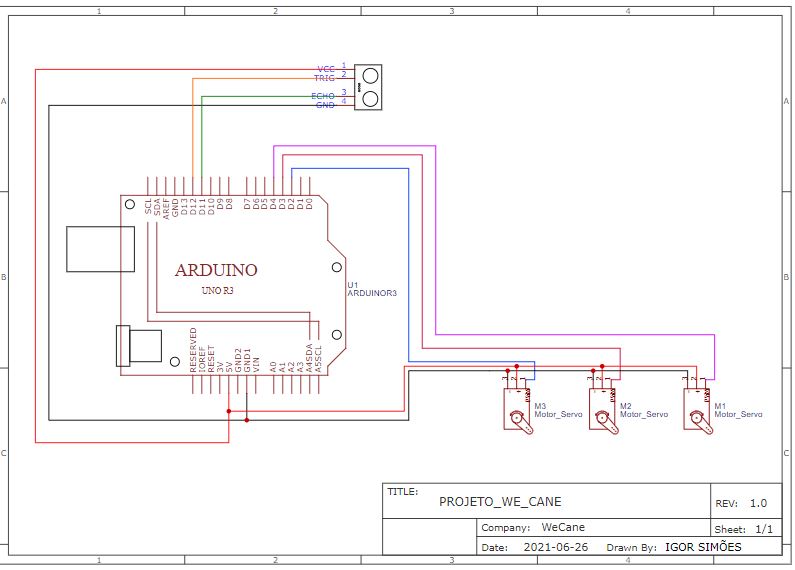 1 2 3 4
A
B
C
VCC 1
TRIG 2
ECHO 3
GND 4
SCL SDA AREF GND D13 D12 D11 D10 D9 D8 D7 D6 D5 D4 D3 D2 D1 D0
ARDUINO
UNO R3
U1
ARDUINOR3
RESERVED IOREF RESET 3V 5V GND2 GND1 VIN A0 A1 A2 A3 A4SDA A5SCL
3 2 1
M3
Motor_Servo
3 2 1
M2
Motor_Servo
3 2 1
M1
Motor_Servo
A
B
C
TITLE:
PROJETO_WE_CANE
REV: 1.0
Company: WeCane
Sheet: 1/1
Date: 2021-06-26 Drawn By: IGOR SIMÕES
1 2 3 4